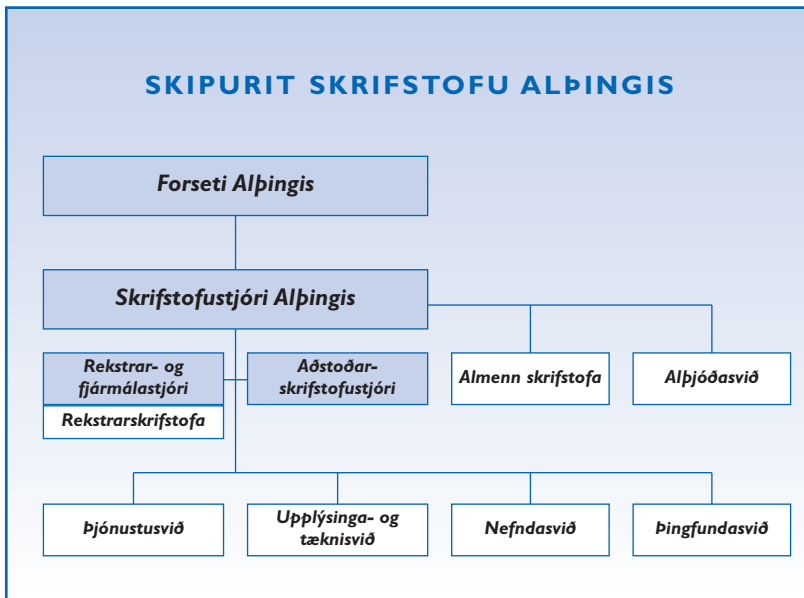 SKIPURIT SKRIFSTOFU ALÞINGIS
Forseti Alþingis
Skrifstofustjóri Alþingis
Rekstrar- og
fjármálastjóri
Rekstrarskrifstofa
Aðstoðar-
skrifstofustjóri
Almenn skrifstofa
Alþjóðasvið
Þjónustusvið
Upplýsinga- og
tæknisvið
Nefndasvið
Þingfundasvið